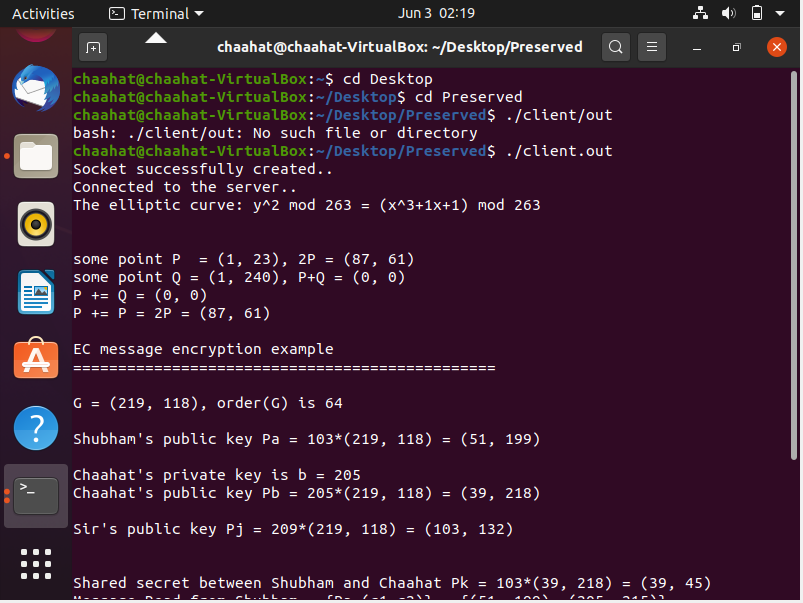 Activities Terminal Jun 3 02:19
chaahat@chaahat-VirtualBox: ~/Desktop/Preserved
chaahat@chaahat-VirtualBox:~$ cd Desktop
chaahat@chaahat-VirtualBox:~/Desktop$ cd Preserved
chaahat@chaahat-VirtualBox:~/Desktop/Preserved$ ./client/out
bash: ./client/out: No such file or directory
chaahat@chaahat-VirtualBox:~/Desktop/Preserved$ ./client.out
Socket successfully created..
Connected to the server..
The elliptic curve: y^2 mod 263 = (x^3+1x+1) mod 263
some point P  = (1, 23), 2P = (87, 61)
some point Q = (1, 240), P+Q = (0, 0)
P += Q = (0, 0)
P += P = 2P = (87, 61)
EC message encryption example
===============================================
G = (219, 118), order(G) is 64
Shubham's public key Pa = 103*(219, 118) = (51, 199)
Chaahat's private key is b = 205
Chaahat's public key Pb = 205*(219, 118) = (39, 218)
Sir's public key Pj = 209*(219, 118) = (103, 132)
Shared secret between Shubham and Chaahat Pk = 103*(39, 218) = (39, 45)